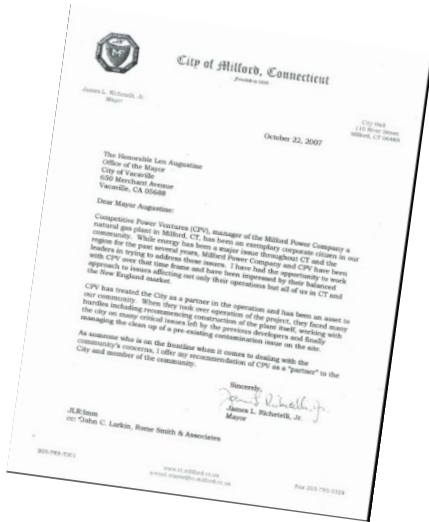 City of Milford, Connecticut
James L. Richetelli, Jr.
Mayor
City Hall
110 River Street
Milford, CT 06460
October 22, 2007
The Honorable Len Augustine
Office of the Mayor
City of Vacaville
650 Merchant Avenue
Vacaville, CA 95688
Dear Mayor Augustine:
Competitive Power Ventures (CPV), manager of the Milford Power Company a
natural gas plant in Milford, CT, has been an exemplary corporate citizen in our
community. While energy has been a major issue throughout CT and the
region for the past several years, Milford Power Company and CPV have been
leaders in trying to address those issues. I have had the opportunity to work
with CPV over that time frame and have been impressed by their balanced
approach to issues affecting not only their operations but all of us in CT and
the New England market.
CPV has treated the City as a partner in the operation and has been an asset to
our community. When they took over operation of the project, they faced many
hurdles including recommencing construction of the plant itself, working with
the city on many critical issues left by the previous developers and finally
managing the clean up of a pre-existing contamination issue on the site.
As someone who is on the frontline when it comes to dealing with the
community's concerns, I offer my recommendation of CPV as a "partner" to the
City and member of the community.
Sincerely,
James L. Richetelli, Jr.
Mayor
JLR:lmm
cc: John C. Larkin, Rome Smith & Associates